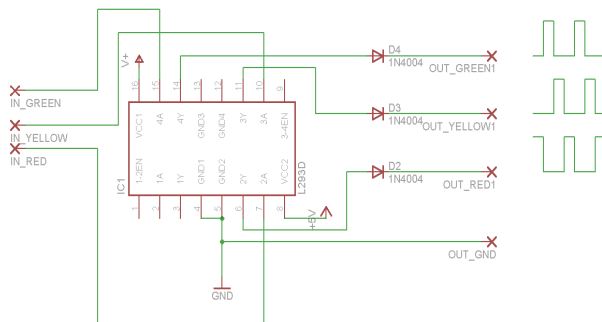 V+
IN_GREEN
IN_YELLOW
IN_RED
16 15 14 13 12 11 10 9
VCC1 4A 4Y GND3 GND4 3Y 3A 3-4EN
1-2EN 1A 1Y GND1 GND2 2Y 2A VCC2
1 2 3 4 5 6 7 8
IC1
L293D
+5V
GND
D4
1N4004
OUT_GREEN1
D3
1N4004
OUT_YELLOW1
D2
1N4004
OUT_RED1
OUT_GND